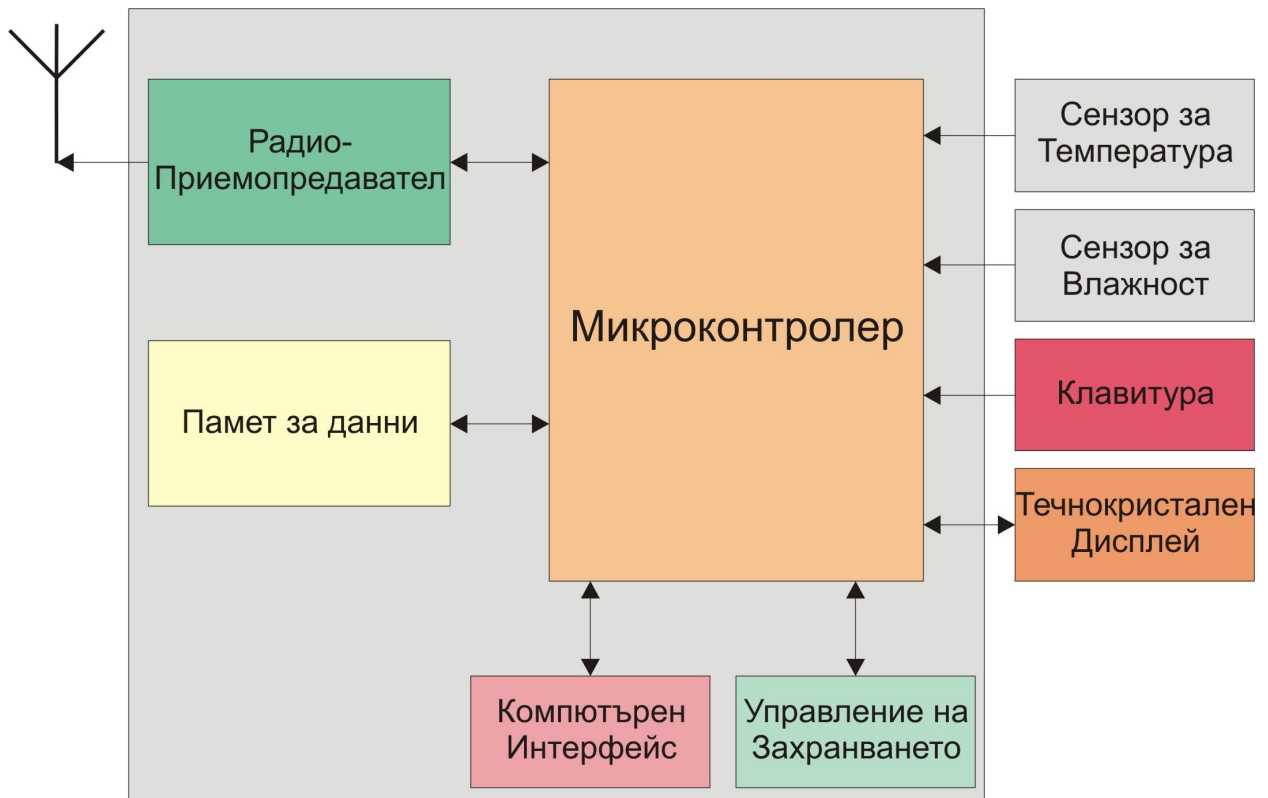 Радио-
Приемопредавател
Памет за данни
Микроконтролер
Сензор за
Температура
Сензор за
Влажност
Клавитура
Течнокристален
Дисплей
Компютърен
Интерфейс
Управление на
Захранването